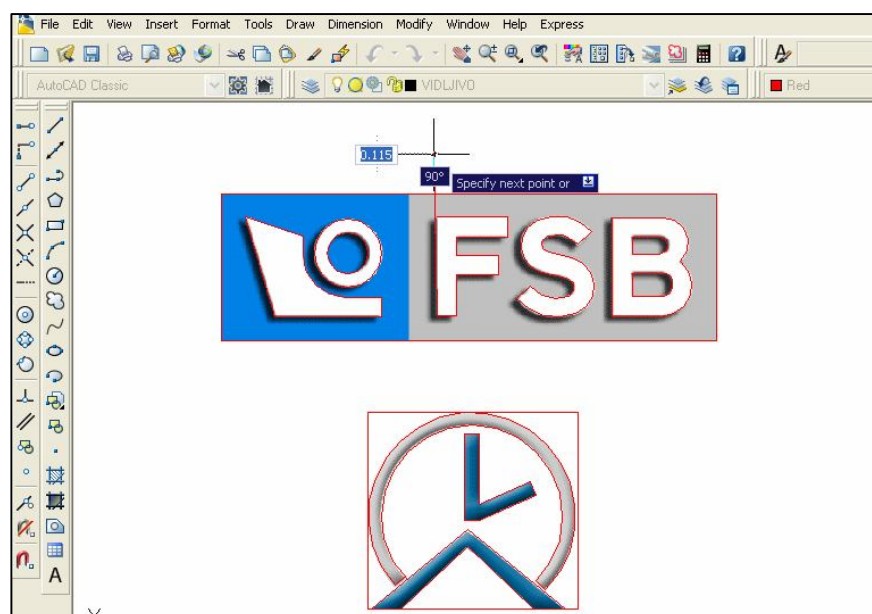 File Edit View Insert Format Tools Draw Dimension Modify Window Help Express
AutoCAD Classic VIDLJIVO Red
0.115
90° Specify next point or
FSB
A